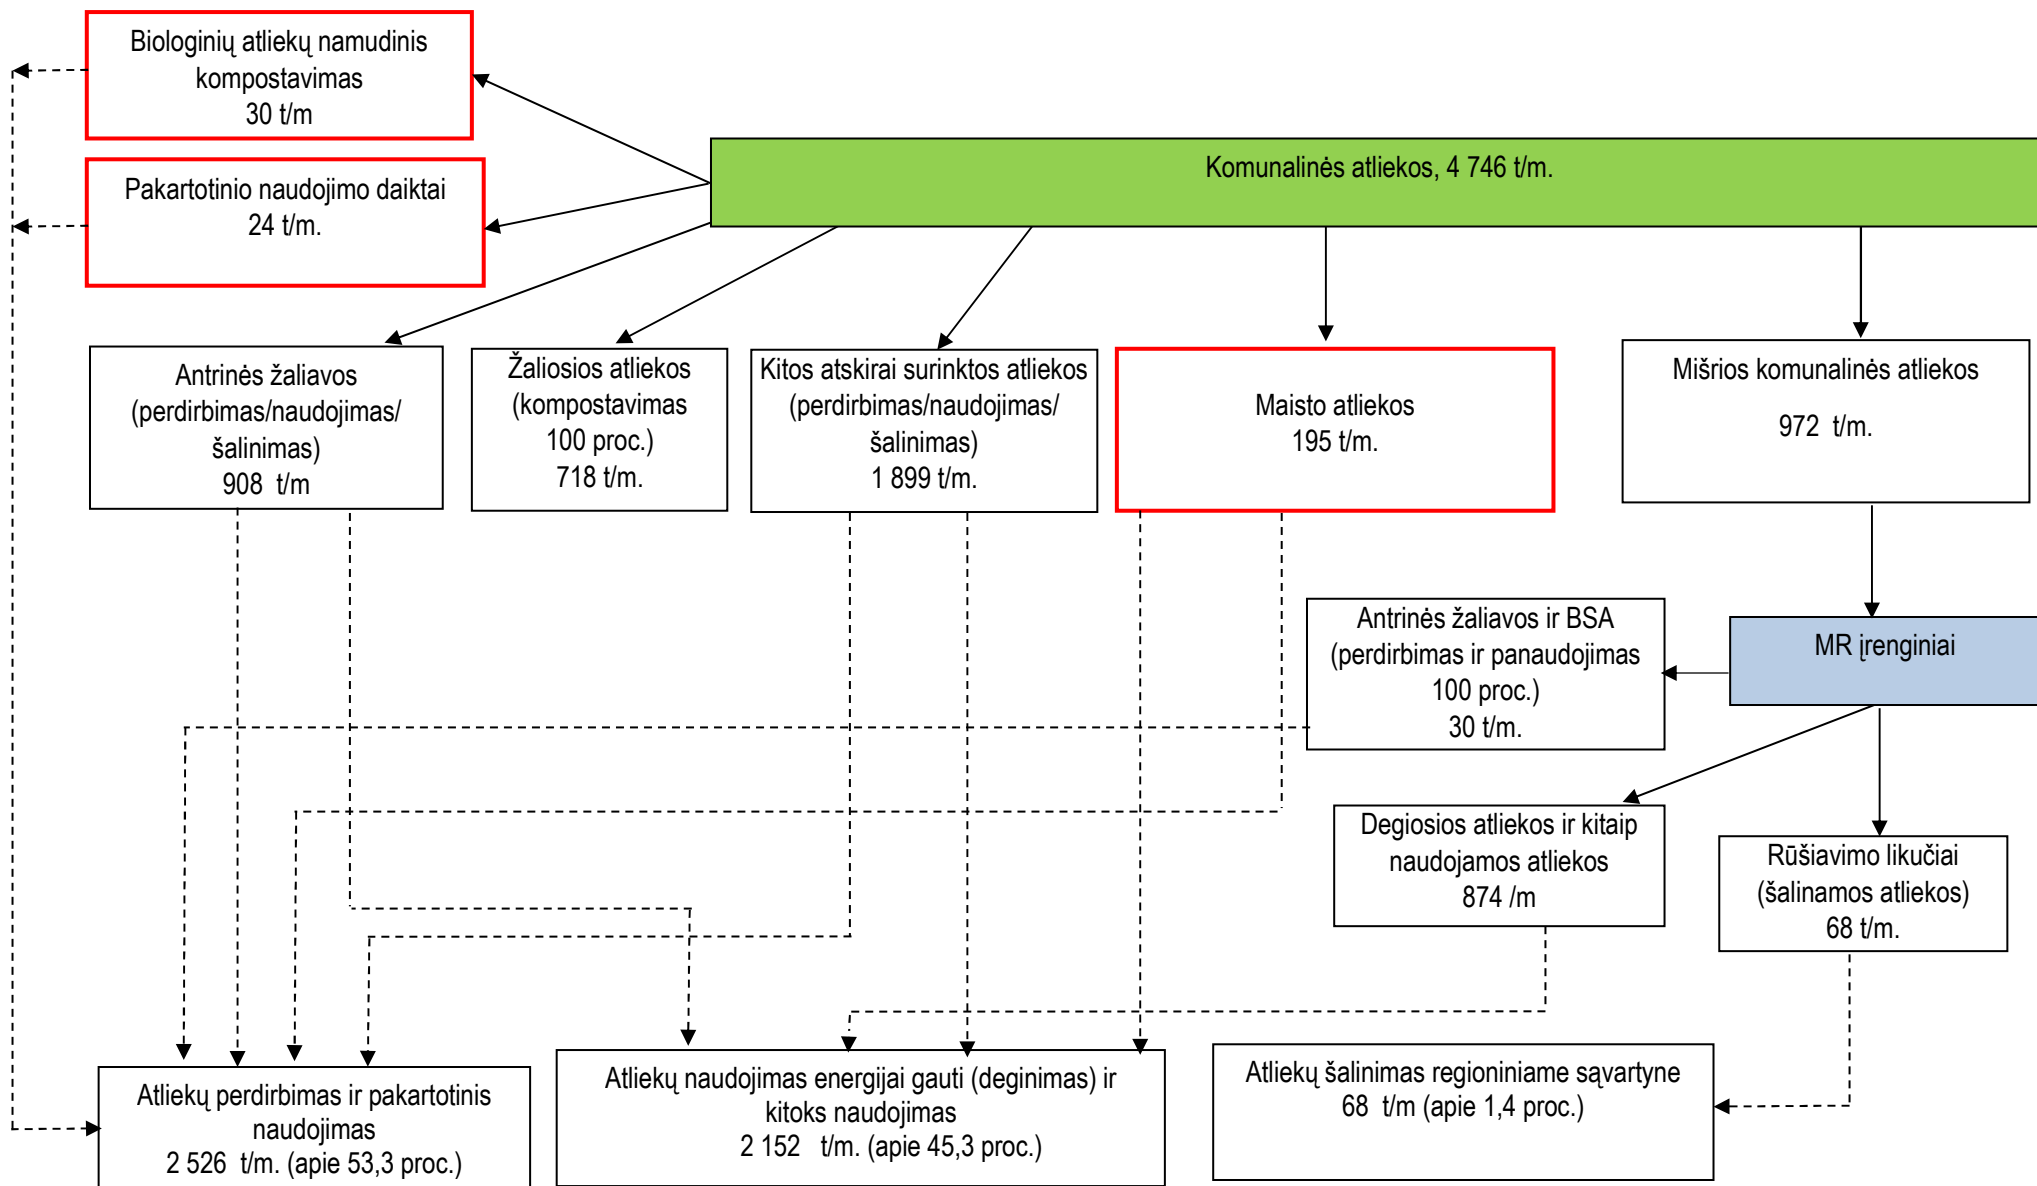 Biologinių atliekų namudinis
kompostavimas
30 t/m
Pakartotinio naudojimo daiktai
24 t/m.
Komunalinės atliekos, 4 746 t/m.
Antrinės žaliavos
(perdirbimas/naudojimas/
šalinimas)
908 t/m
Žaliosios atliekos
(kompostavimas
100 proc.)
718 t/m.
Kitos atskirai surinktos atliekos
(perdirbimas/naudojimas/
šalinimas)
1 899 t/m.
Maisto atliekos
195 t/m.
Mišrios komunalinės atliekos
972 t/m.
Antrinės žaliavos ir BSA
(perdirbimas ir panaudojimas
100 proc.)
30 t/m.
MR įrenginiai
Degiosios atliekos ir kitaip
naudojamos atliekos
874 /m
Rūšiavimo likučiai
(šalinamos atliekos)
68 t/m.
Atliekų perdirbimas ir pakartotinis
naudojimas
2 526 t/m. (apie 53,3 proc.)
Atliekų naudojimas energijai gauti (deginimas) ir
kitoks naudojimas
2 152 t/m. (apie 45,3 proc.)
Atliekų šalinimas regioniniame sąvartyne
68 t/m (apie 1,4 proc.)